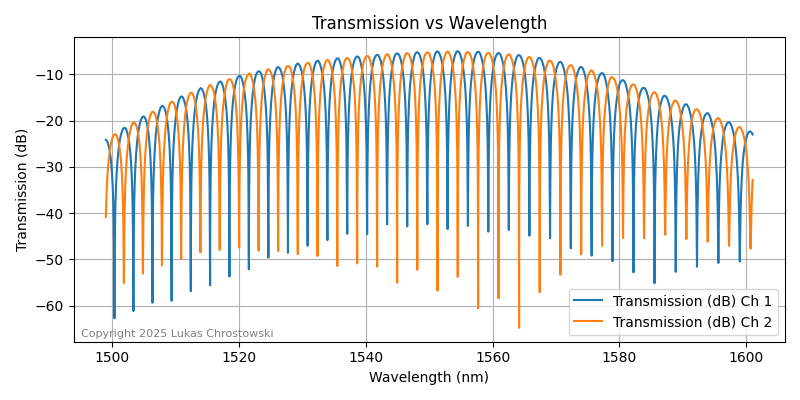 Transmission vs Wavelength
Transmission (dB)
−10
−20
−30
−40
−50
−60
Transmission (dB) Ch 1
Transmission (dB) Ch 2
Copyright 2025 Lukas Chrostowski
1500 1520 1540 1560 1580 1600
Wavelength (nm)